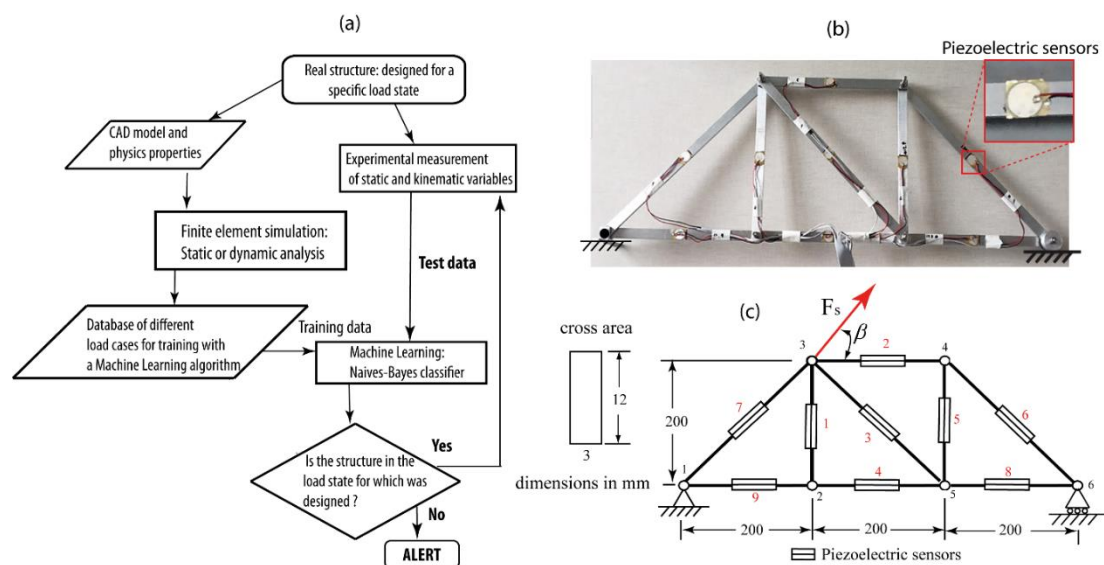 (a)
Real structure: designed for a
specific load state
CAD model and
physics properties
Experimental measurement
of static and kinematic variables
Finite element simulation:
Static or dynamic analysis
Test data
Database of different
load cases for training with
a Machine Learning algorithm
Training data
Machine Learning:
Naives-Bayes classifier
Yes
Is the structure in the
load state for which was
designed ?
No
ALERT
(b)
Piezoelectric sensors
(c)
Fs
β
cross area
12
3
dimensions in mm
200
3
2
4
7
1
3
5
6
1
9
2
4
5
8
6
200
200
200
Piezoelectric sensors